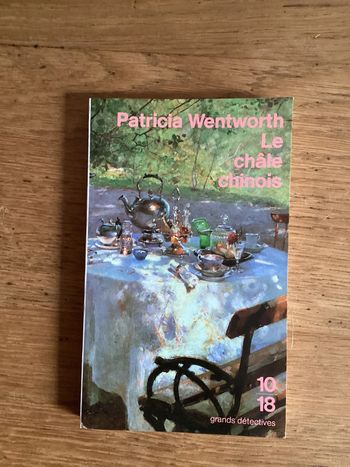 Patricia Wentworth
Le
châle
chinois
10
18
grands détectives